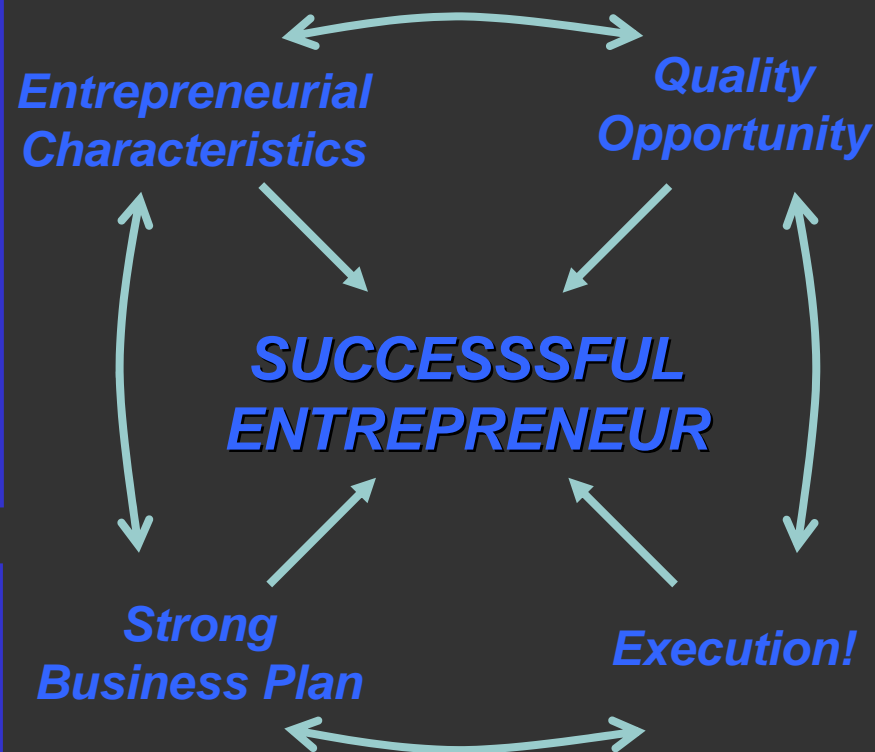 Entrepreneurial
Characteristics
Quality
Opportunity
SUCCESSSFUL
ENTREPRENEUR
Strong
Business Plan
Execution!